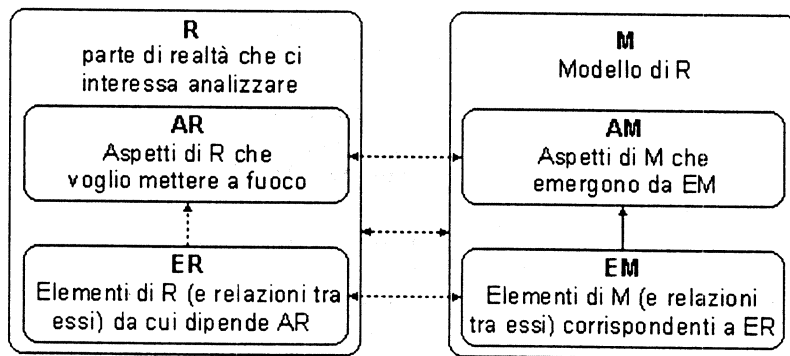 R
parte di realtà che ci
interessa analizzare
AR
Aspetti di R che
voglio mettere a fuoco
ER
Elementi di R (e relazioni tra
essi) da cui dipende AR
M
Modello di R
AM
Aspetti di M che
emergono da EM
EM
Elementi di M (e relazioni
tra essi) corrispondenti a ER